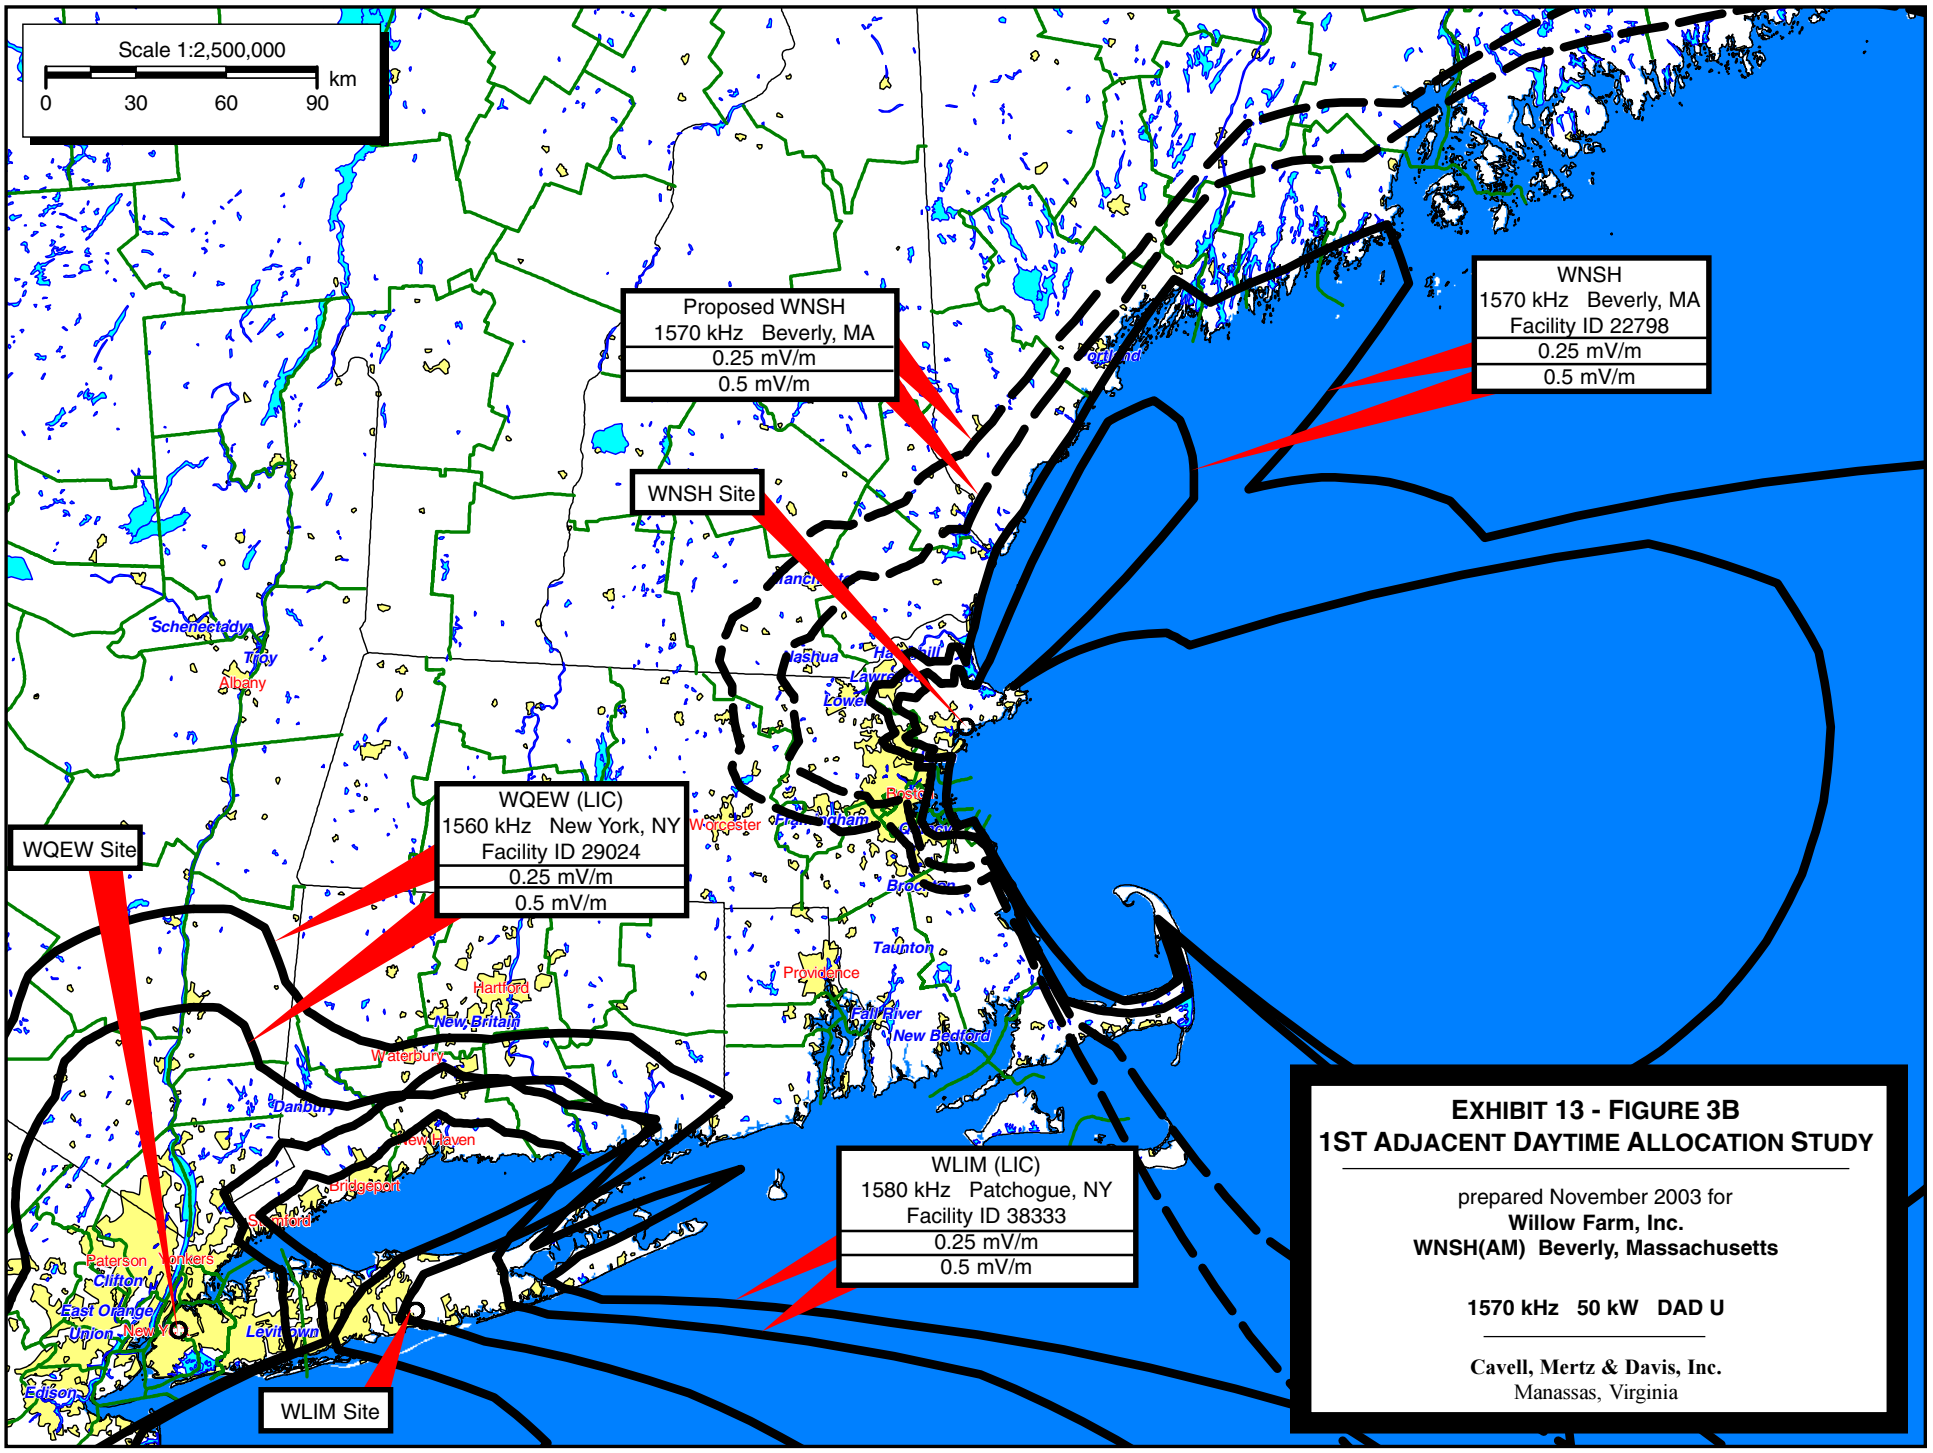 Scale 1:2,500,000
km
0 30 60 90
Proposed WNSH
1570 kHz Beverly, MA
0.25 mV/m
0.5 mV/m
WNSH
1570 kHz Beverly, MA
Facility ID 22798
0.25 mV/m
0.5 mV/m
ortland
WNSH Site
Schenectady
Troy
Albany
Lawrence
Lowel
Boston
Worcester
Framingham
Brockton
WQEW (LIC)
1560 kHz New York, NY
Facility ID 29024
0.25 mV/m
0.5 mV/m
WQEW Site
Taunton
Providence
Hartford
New Britain
Fall River
New Bedford
Waterbury
Danbury
New Haven
Bridgeport
Stamford
Paterson
Yonkers
Clifton
East Orange
Union
New Y
Levittown
Edison
WLIM (LIC)
1580 kHz Patchogue, NY
Facility ID 38333
0.25 mV/m
0.5 mV/m
WLIM Site
EXHIBIT 13 - FIGURE 3B
1ST ADJACENT DAYTIME ALLOCATION STUDY
prepared November 2003 for
Willow Farm, Inc.
WNSH(AM) Beverly, Massachusetts
1570 kHz 50 kW DAD U
Cavell, Mertz & Davis, Inc.
Manassas, Virginia